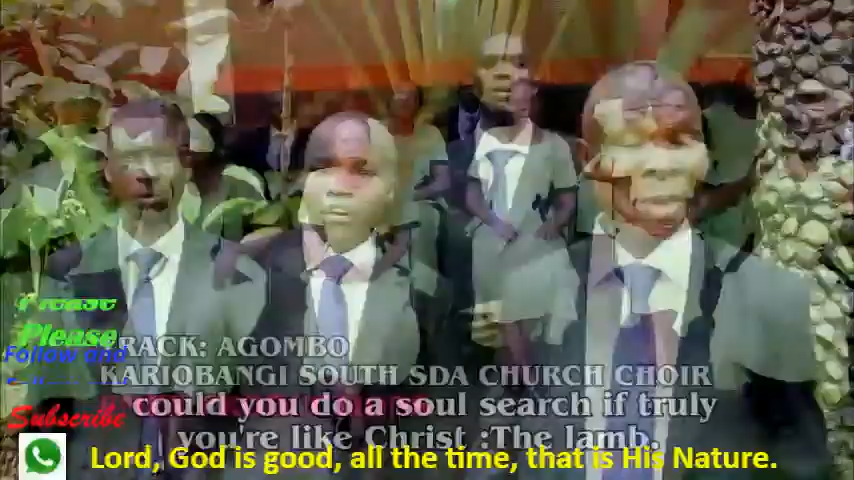 Please
Please
Follow and
Subscribe
TRACK: AGOMBO
KARIOBANGI SOUTH SDA CHURCH CHOIR
could you do a soul search if truly
you're like Christ :The lamb.
Lord, God is good, all the time, that is His Nature.